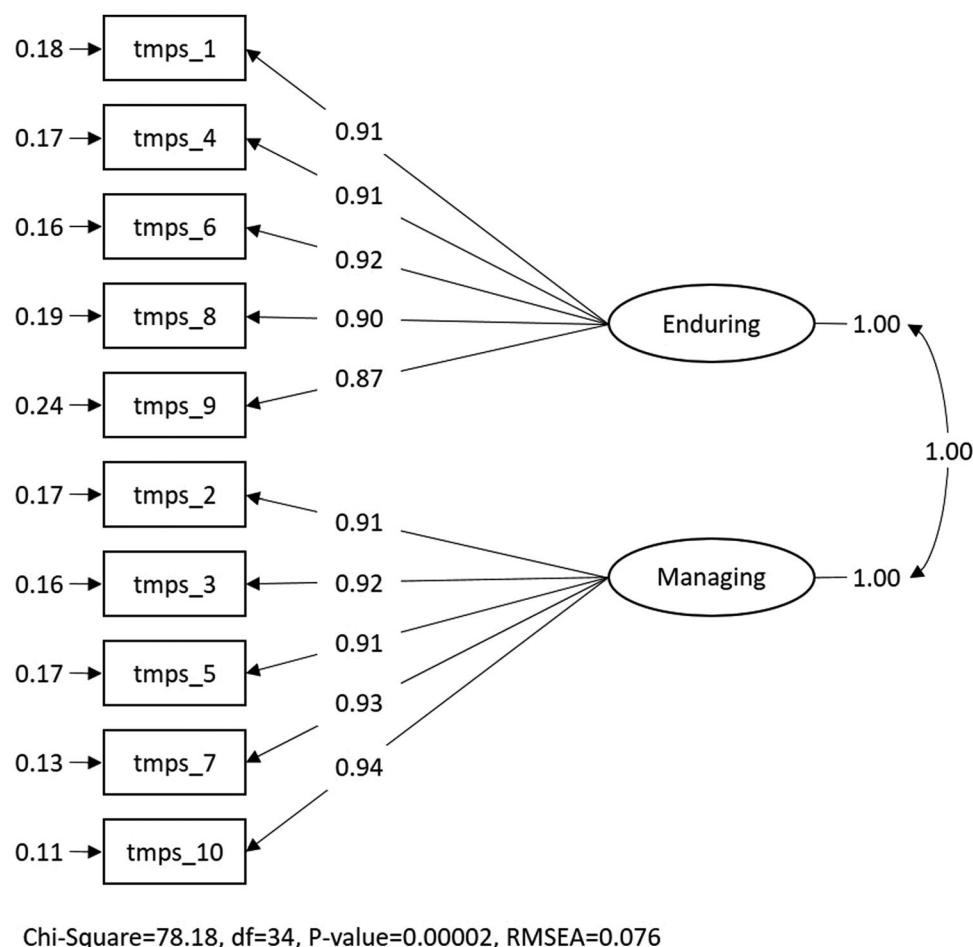 0.18 tmps_1
0.91
0.17 tmps_4
0.91
0.16 tmps_6
0.92
0.19 tmps_8 0.90 Enduring 1.00
0.87
0.24 tmps_9
1.00
0.17 tmps_2
0.91
0.16 tmps_3 0.92 Managing 1.00
0.91
0.17 tmps_5
0.93
0.13 tmps_7
0.94
0.11 tmps_10
Chi-Square=78.18, df=34, P-value=0.00002, RMSEA=0.076